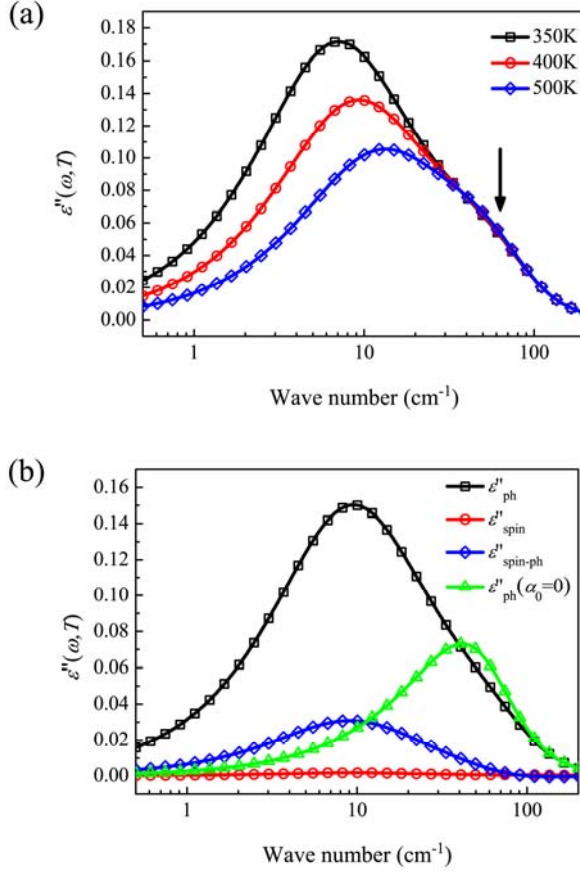 (a)
350K
400K
500K
0.18
0.16
0.14
0.12
0.10
0.08
0.06
0.04
0.02
0.00
ε''(ω,T)
1
10
100
Wave number (cm⁻¹)
(b)
ε''ph
ε''spin
ε''spin-ph
ε''ph(α₀=0)
0.16
0.14
0.12
0.10
0.08
0.06
0.04
0.02
0.00
ε''(ω,T)
1
10
100
Wave number (cm⁻¹)